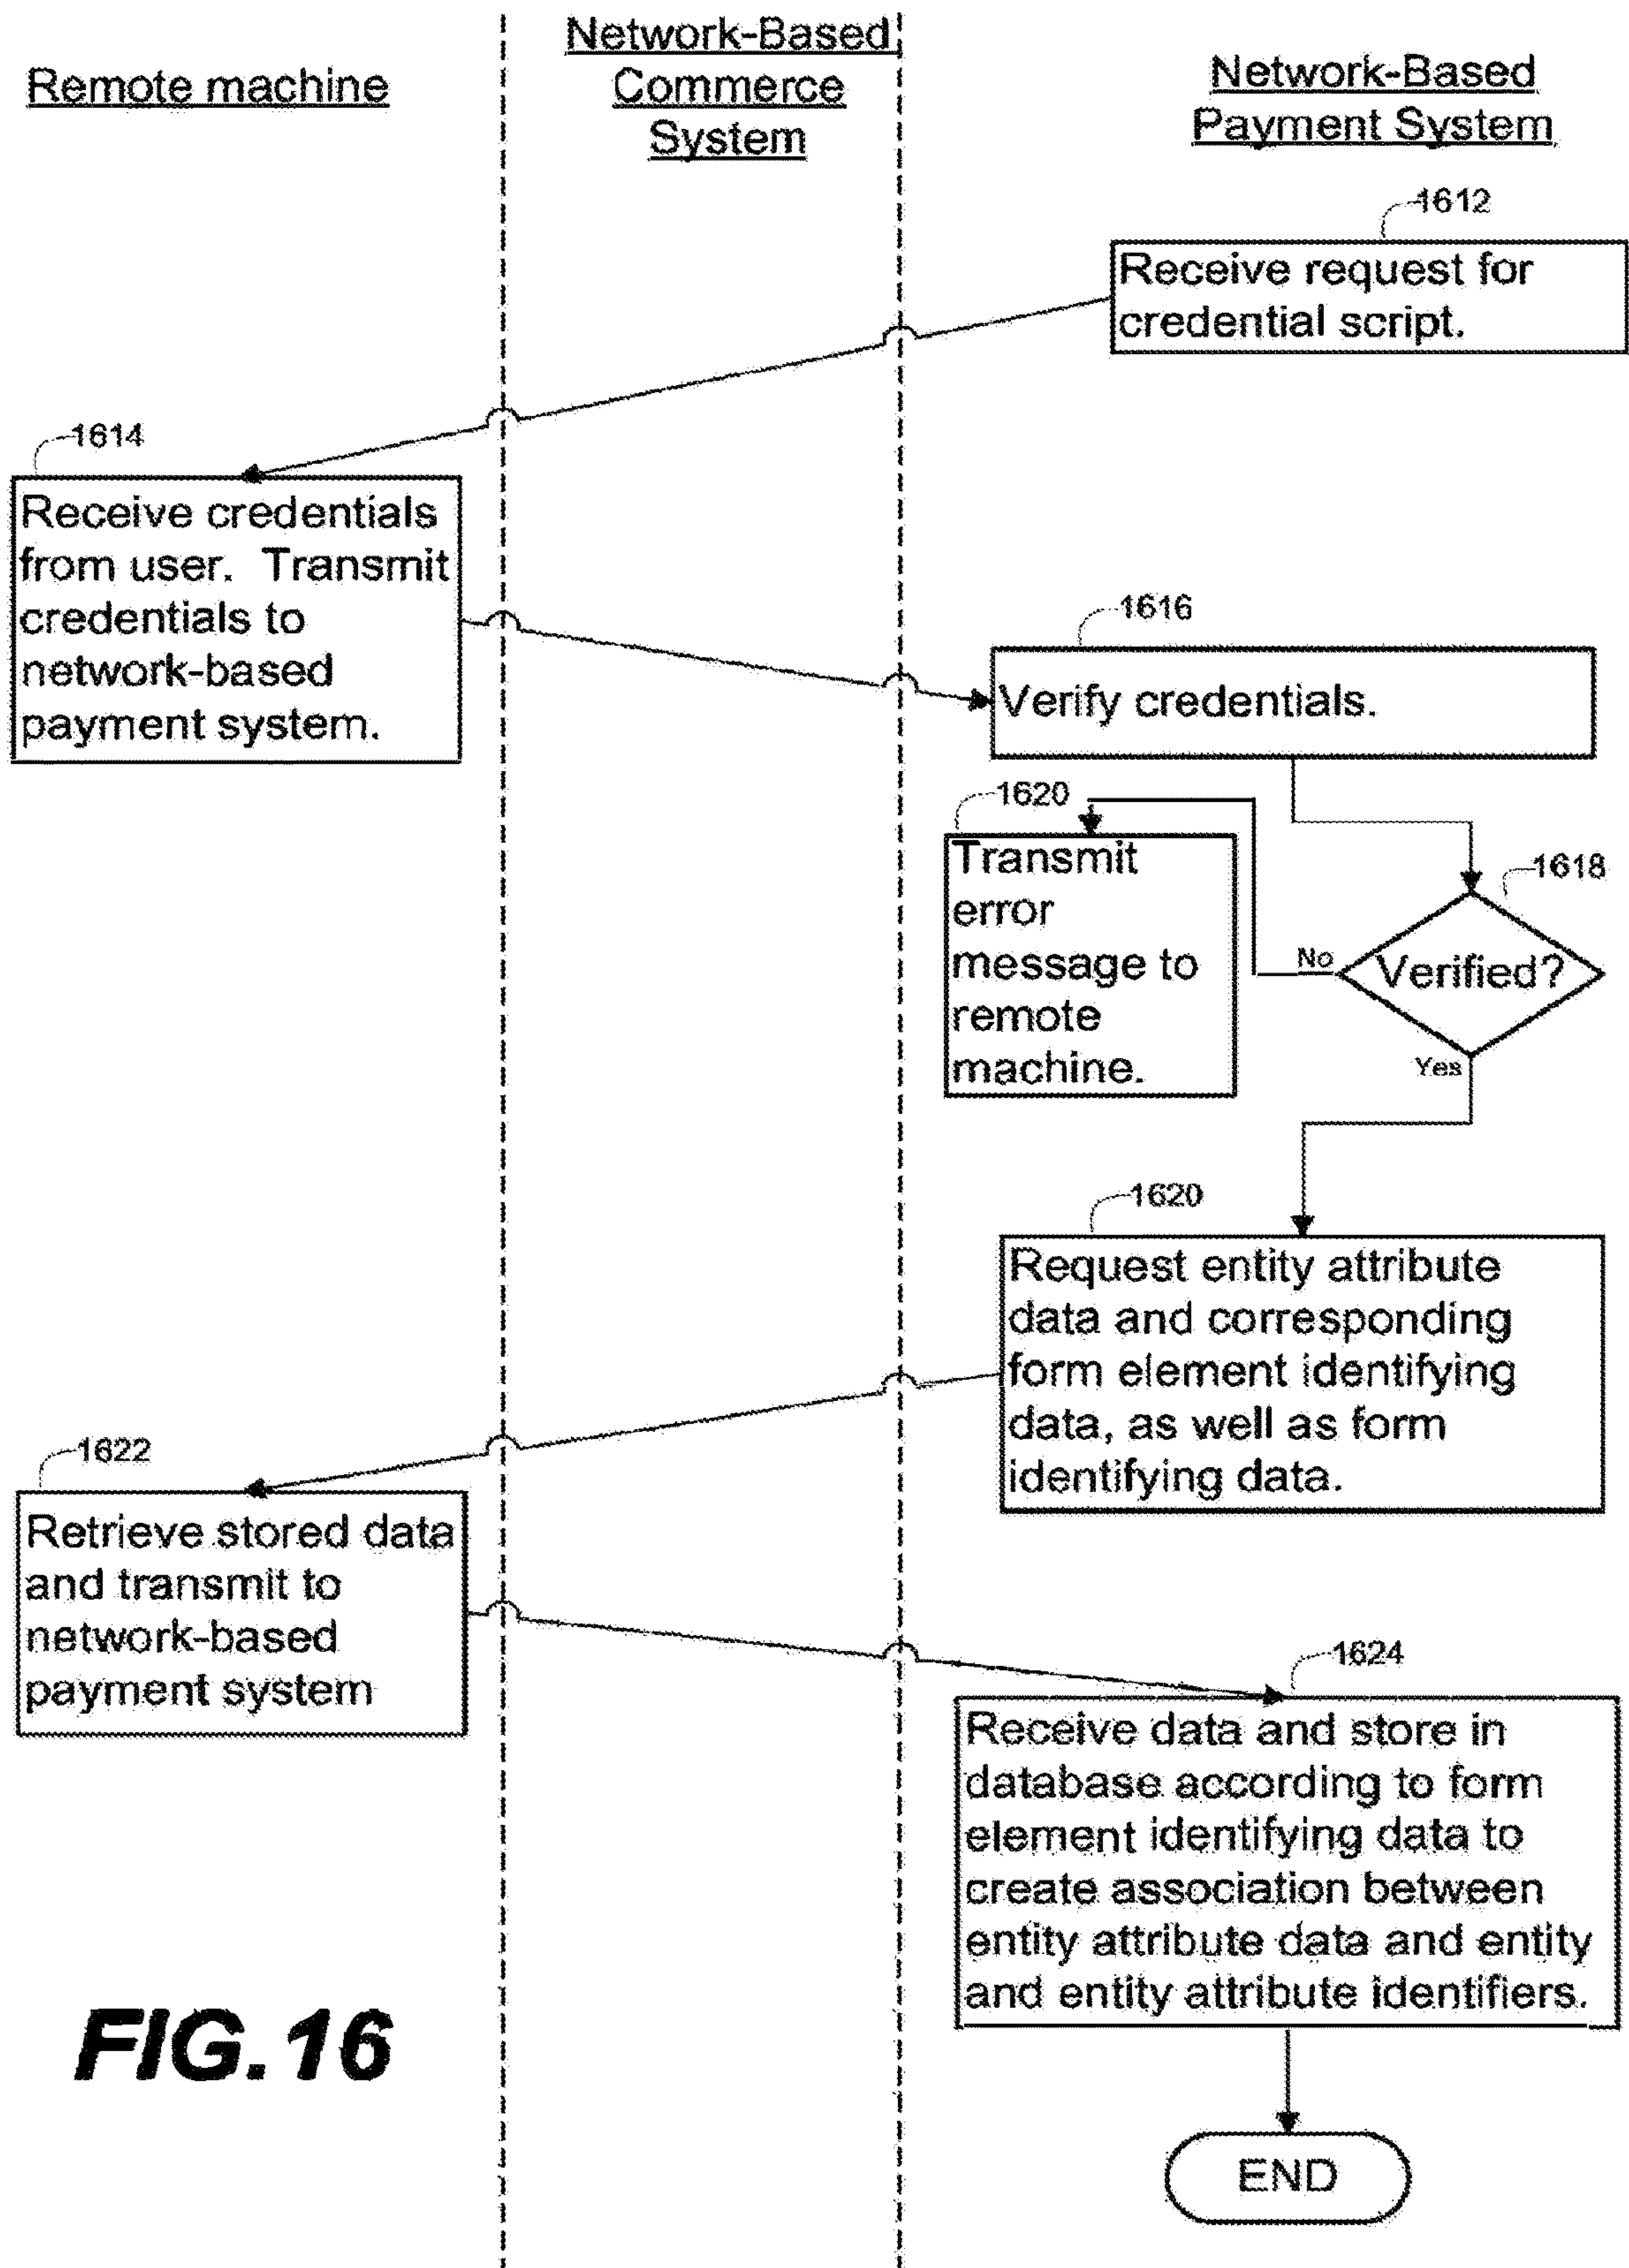 Remote machine
Network-Based
Commerce
System
Network-Based
Payment System
1612
Receive request for
credential script.
1614
Receive credentials
from user. Transmit
credentials to
network-based
payment system.
1616
Verify credentials.
1620
Transmit
error
message to
remote
machine.
1618
No
Verified?
Yes
1620
Request entity attribute
data and corresponding
form element identifying
data, as well as form
identifying data.
1622
Retrieve stored data
and transmit to
network-based
payment system
1624
Receive data and store in
database according to form
element identifying data to
create association between
entity attribute data and entity
and entity attribute identifiers.
FIG. 16
END